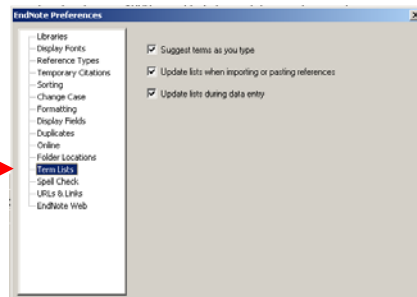 EndNote Preferences
Libraries
Display Fonts
Reference Types
Temporary Citations
Sorting
Change Case
Formatting
Display Fields
Duplicates
Online
Folder Locations
Term Lists
Spell Check
URLs & Links
EndNote Web
Suggest terms as you type
Update lists when importing or pasting references
Update lists during data entry